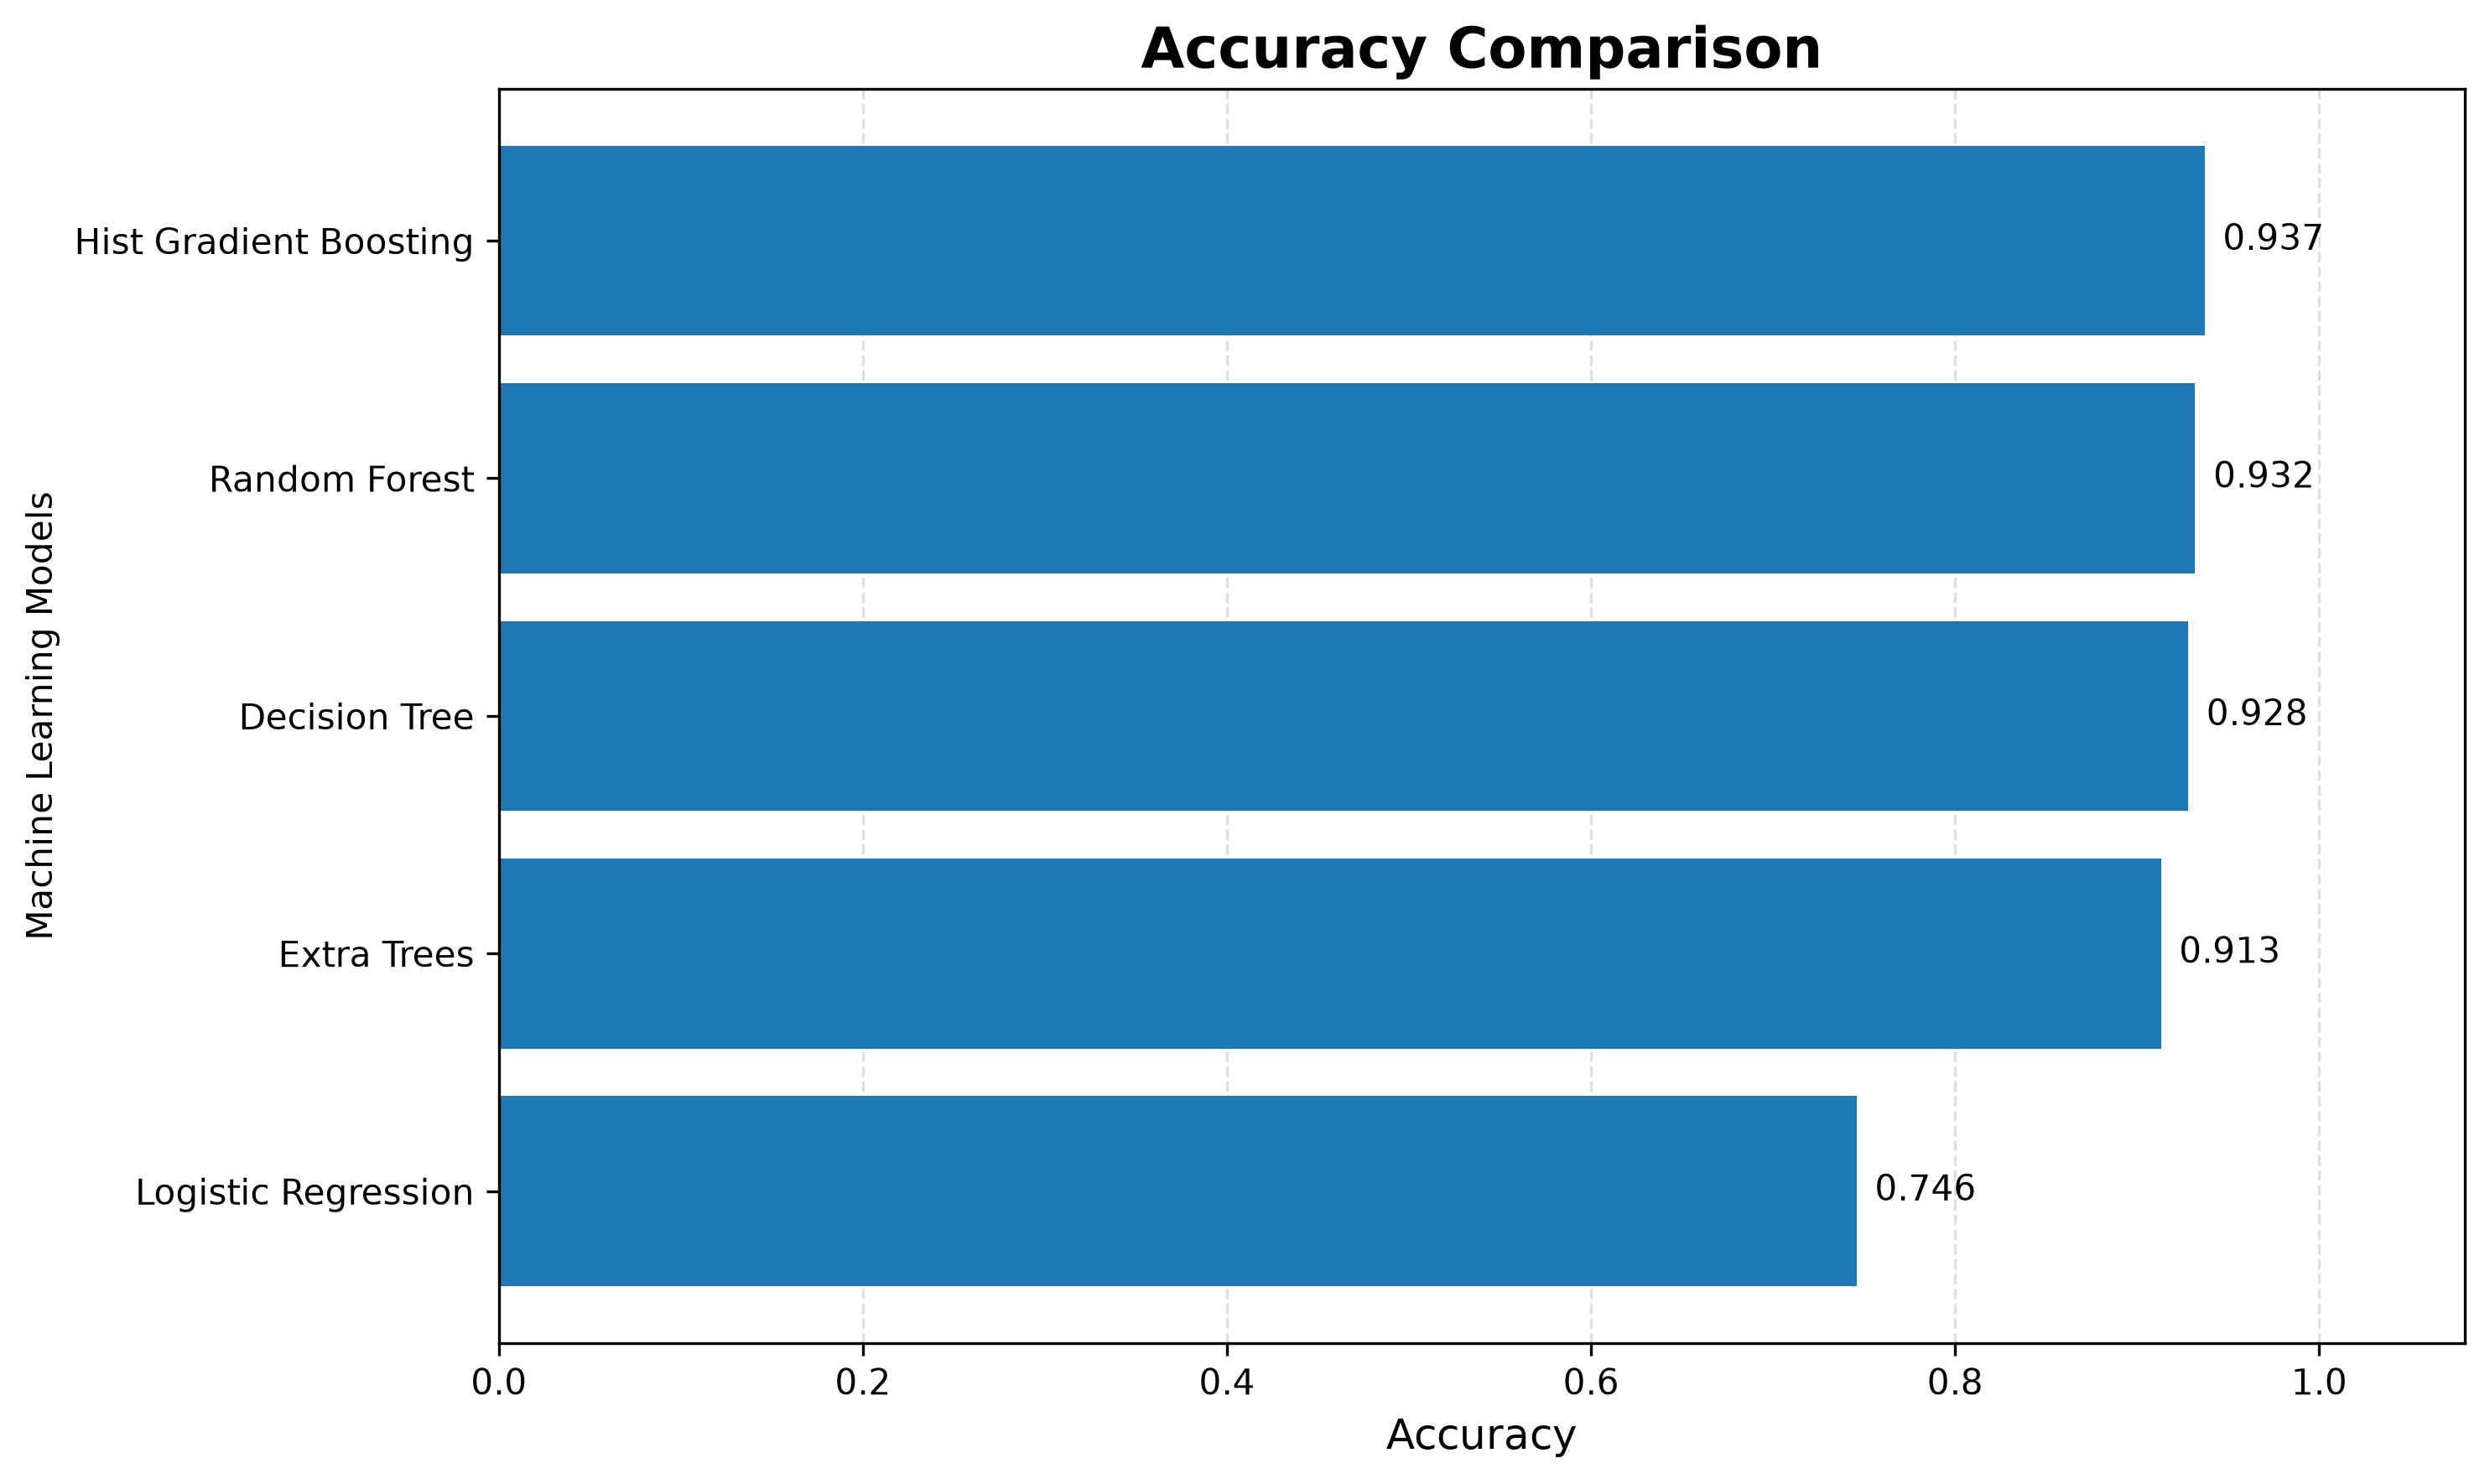 Accuracy Comparison
Machine Learning Models
Hist Gradient Boosting
0.937
Random Forest
0.932
Decision Tree
0.928
Extra Trees
0.913
Logistic Regression
0.746
0.0 0.2 0.4 0.6 0.8 1.0
Accuracy